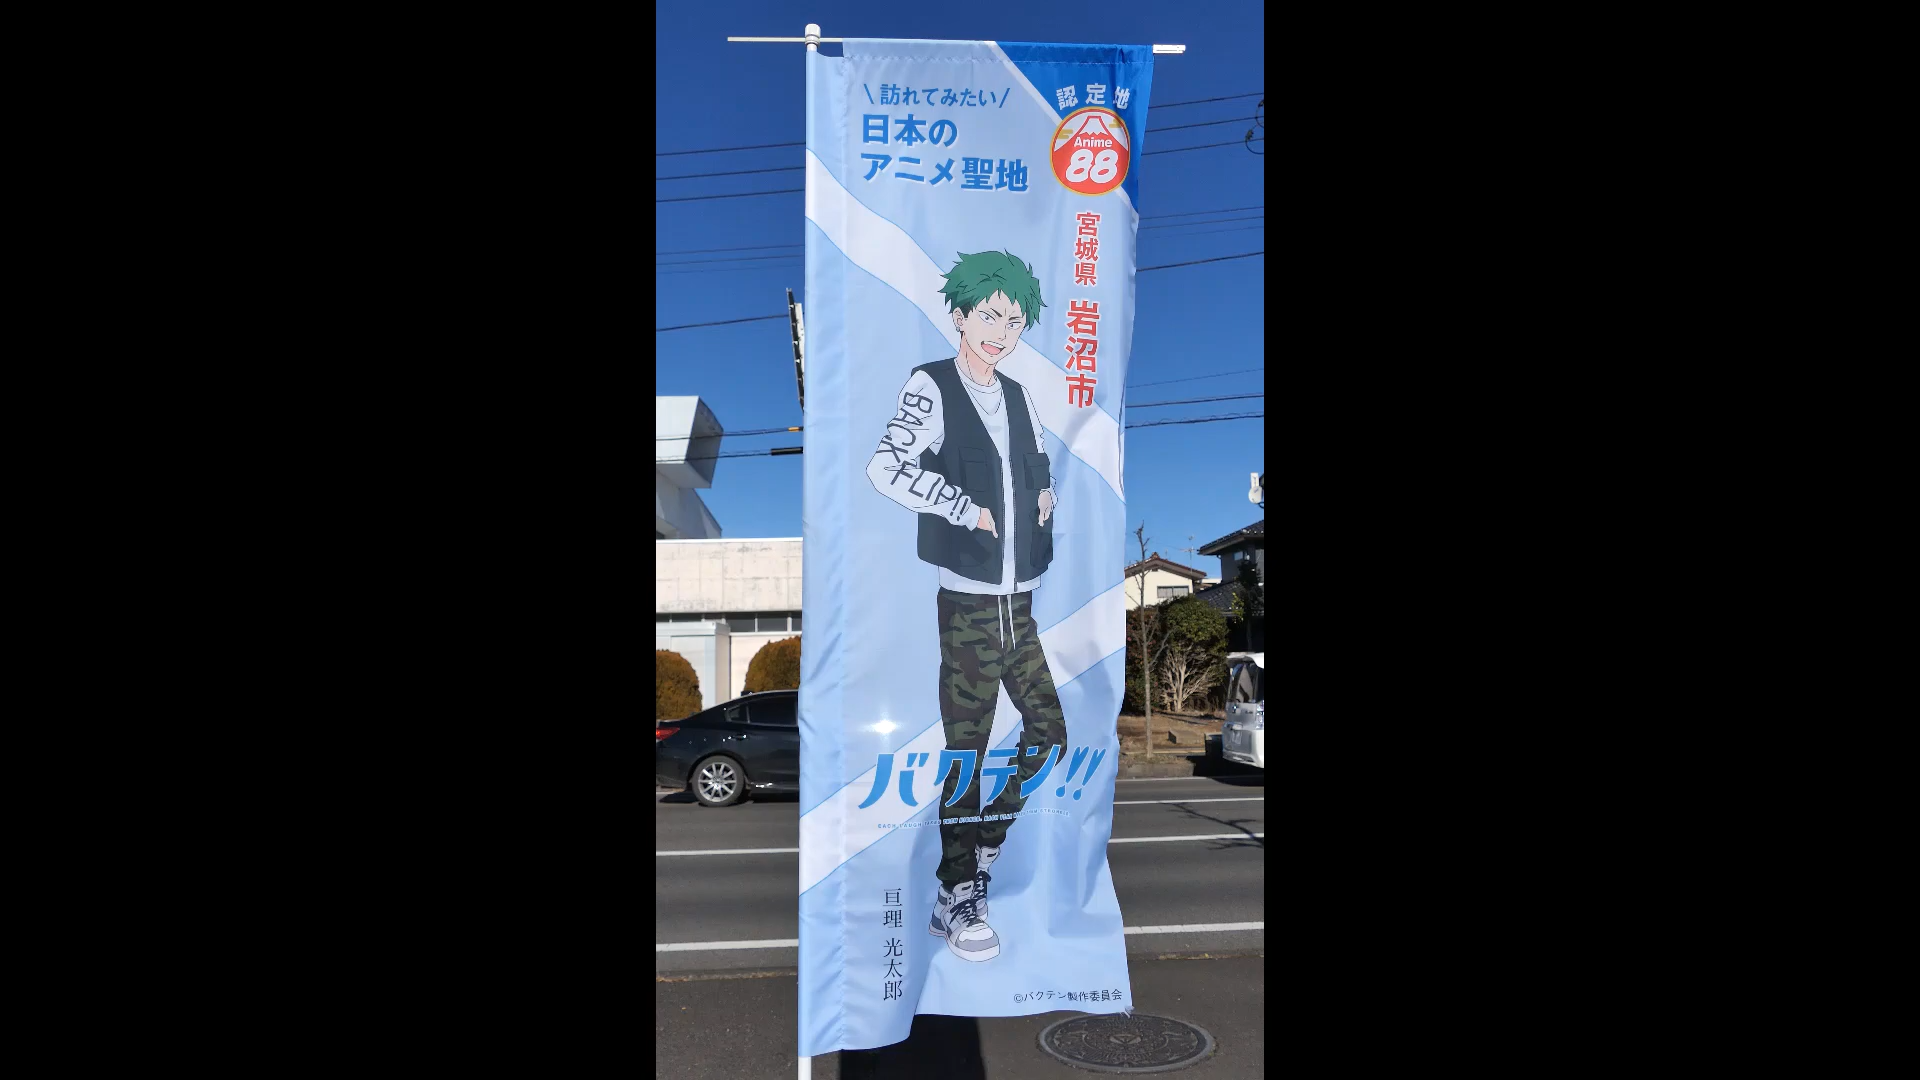 \ 訪れてみたい /
日本の
アニメ聖地
認定地
Anime
88
宮城県 岩沼市
BACK FLIP!!
バクテン!!
亘理 光太郎
©バクテン製作委員会